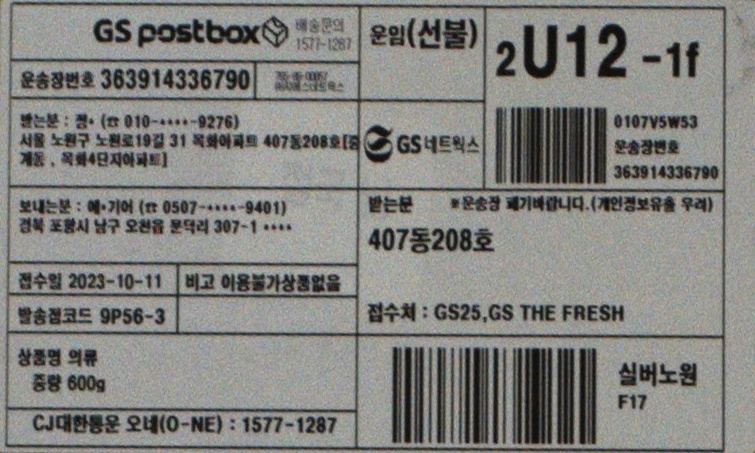 GS postbox 배송문의
1577-1287
운송장번호 363914336790
받는분 : 정* (☎ 010-****-9276)
서울 노원구 노원로19길 31 목화아파트 407동208호[중
계동 , 목화4단지아파트]
보내는분 : 에*기어 (☎ 0507-****-9401)
경북 포항시 남구 오천읍 문덕리 307-1 ****
접수일 2023-10-11 비고 이용불가상품없음
발송점코드 9P56-3
상품명 의류
중량 600g
CJ대한통운 오네(O-NE) : 1577-1287
운임(선불)
GS네트웍스
2U12-1f
0107V5W53
운송장번호
363914336790
받는분 ※운송장 폐기바랍니다.(개인정보유출 우려)
407동208호
접수처 : GS25,GS THE FRESH
실버노원
F17